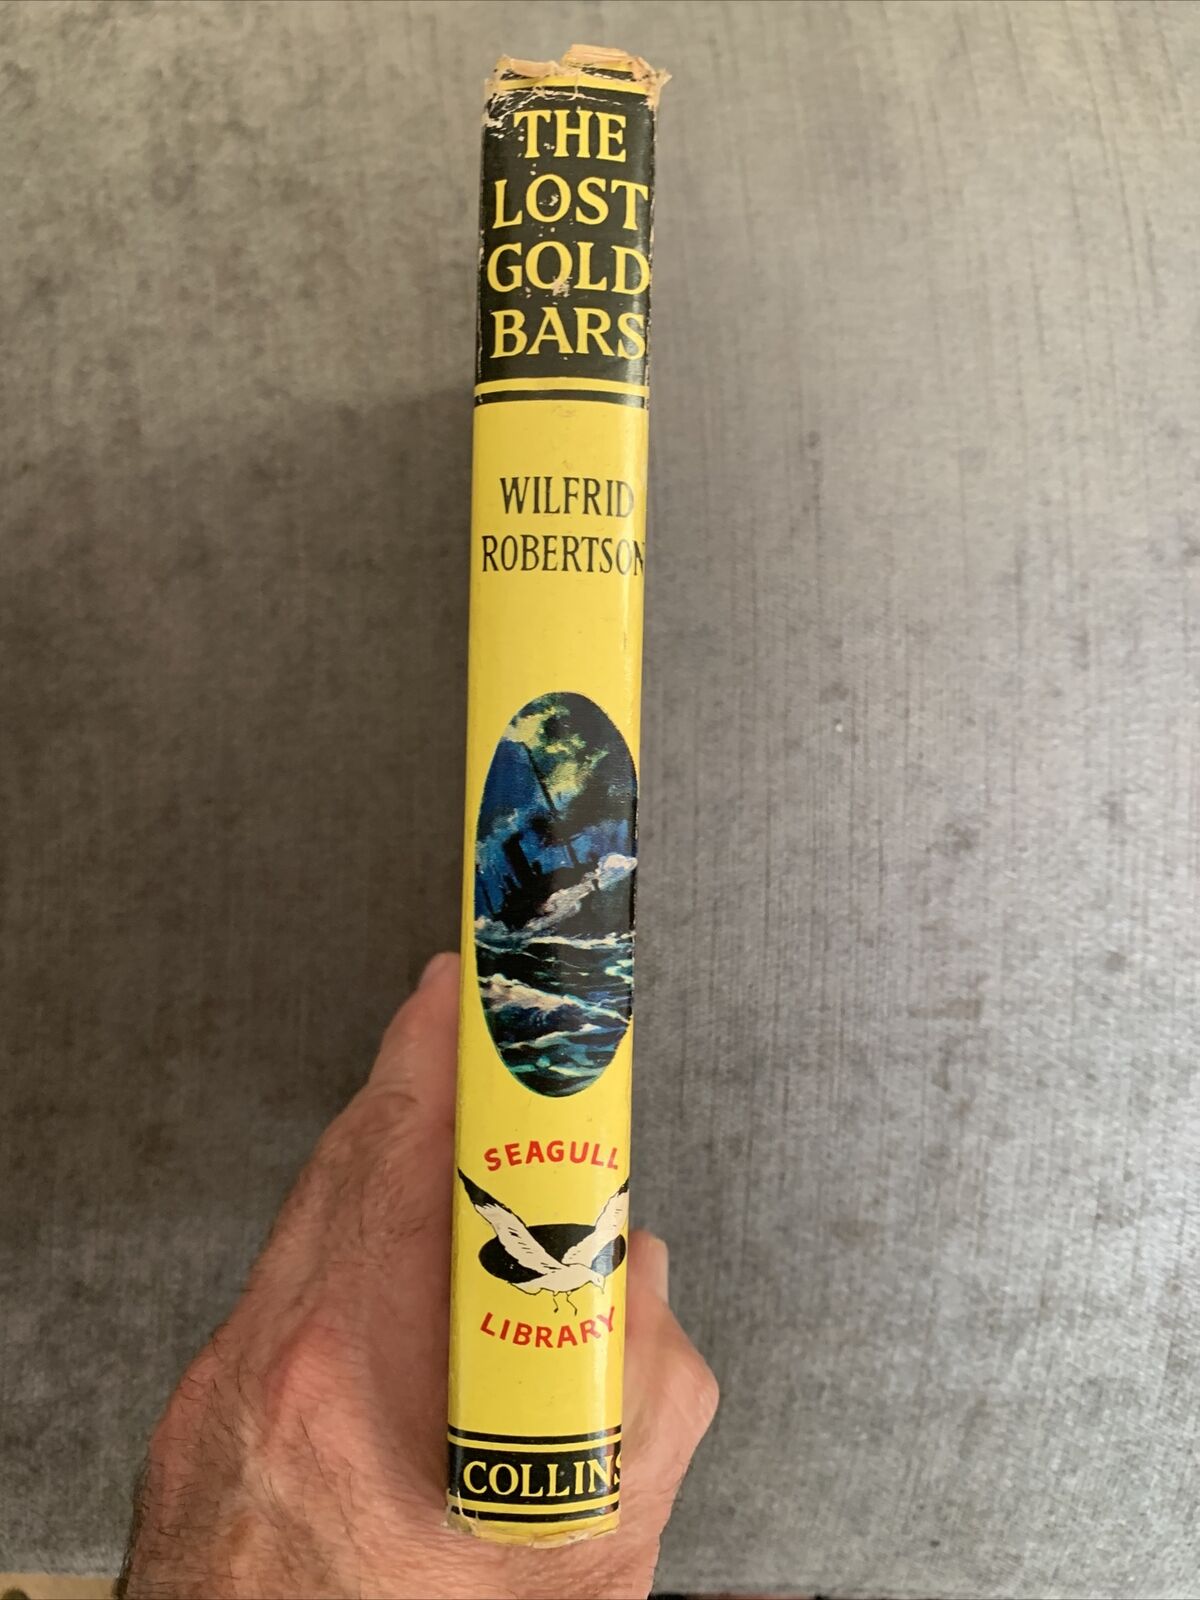 THE
LOST
GOLD
BARS
WILFRID
ROBERTSON
SEAGULL
LIBRARY
COLLINS